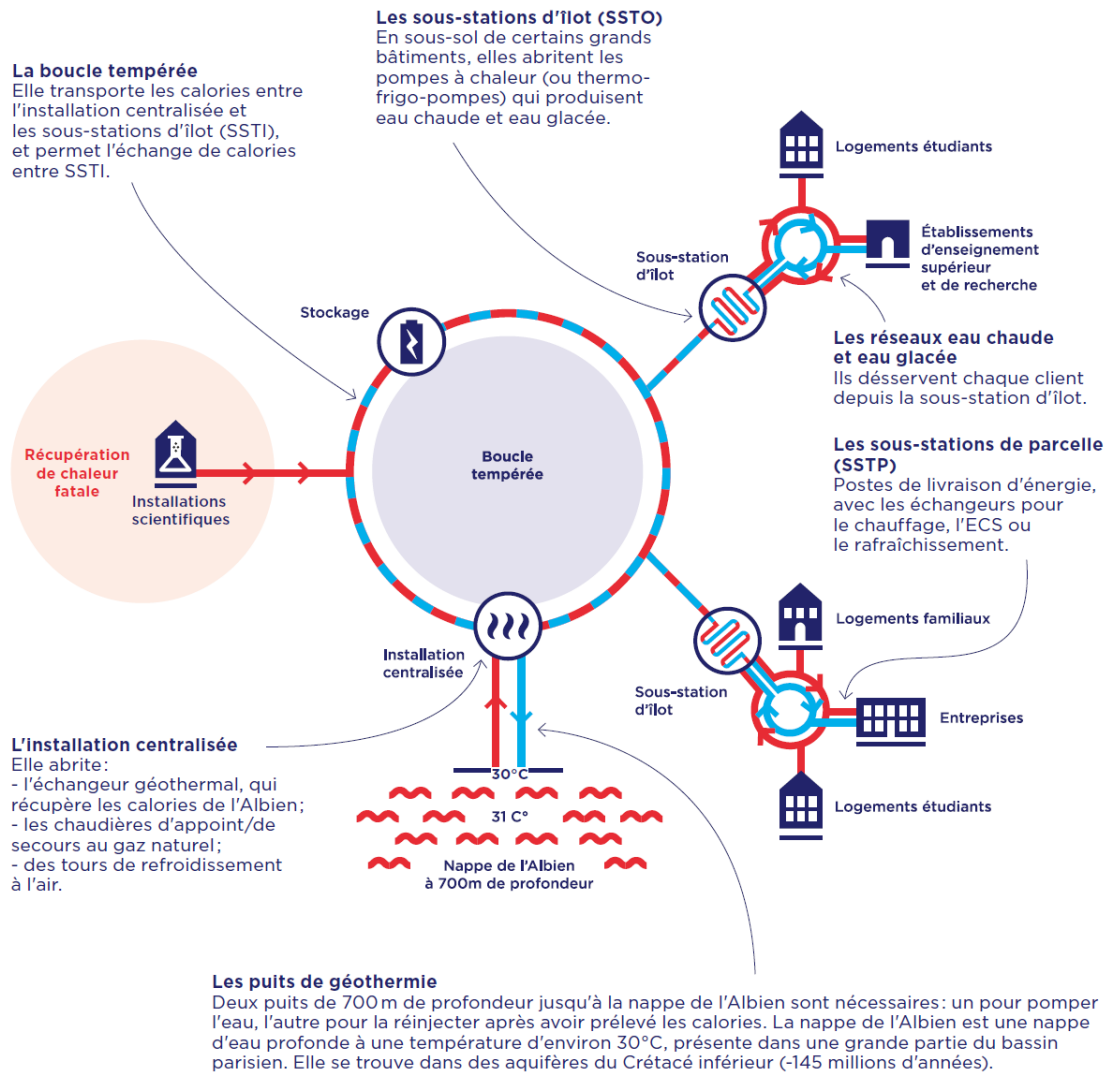 Les sous-stations d'îlot (SSTO)
En sous-sol de certains grands
bâtiments, elles abritent les
pompes à chaleur (ou thermo-
frigo-pompes) qui produisent
eau chaude et eau glacée.
La boucle tempérée
Elle transporte les calories entre
l'installation centralisée et
les sous-stations d'îlot (SSTI),
et permet l'échange de calories
entre SSTI.
Logements étudiants
Établissements
d'enseignement
supérieur
et de recherche
Sous-station
d'îlot
Stockage
Les réseaux eau chaude
et eau glacée
Ils désservent chaque client
depuis la sous-station d'îlot.
Récupération
de chaleur
fatale
Installations
scientifiques
Boucle
tempérée
Les sous-stations de parcelle
(SSTP)
Postes de livraison d'énergie,
avec les échangeurs pour
le chauffage, l'ECS ou
le rafraîchissement.
Installation
centralisée
Logements familiaux
Sous-station
d'îlot
Entreprises
Logements étudiants
L'installation centralisée
Elle abrite:
- l'échangeur géothermal, qui
récupère les calories de l'Albien;
- les chaudières d'appoint/de
secours au gaz naturel;
- des tours de refroidissement
à l'air.
30°C
31 C°
Nappe de l'Albien
à 700m de profondeur
Les puits de géothermie
Deux puits de 700 m de profondeur jusqu'à la nappe de l'Albien sont nécessaires: un pour pomper
l'eau, l'autre pour la réinjecter après avoir prélevé les calories. La nappe de l'Albien est une nappe
d'eau profonde à une température d'environ 30°C, présente dans une grande partie du bassin
parisien. Elle se trouve dans des aquifères du Crétacé inférieur (-145 millions d'années).